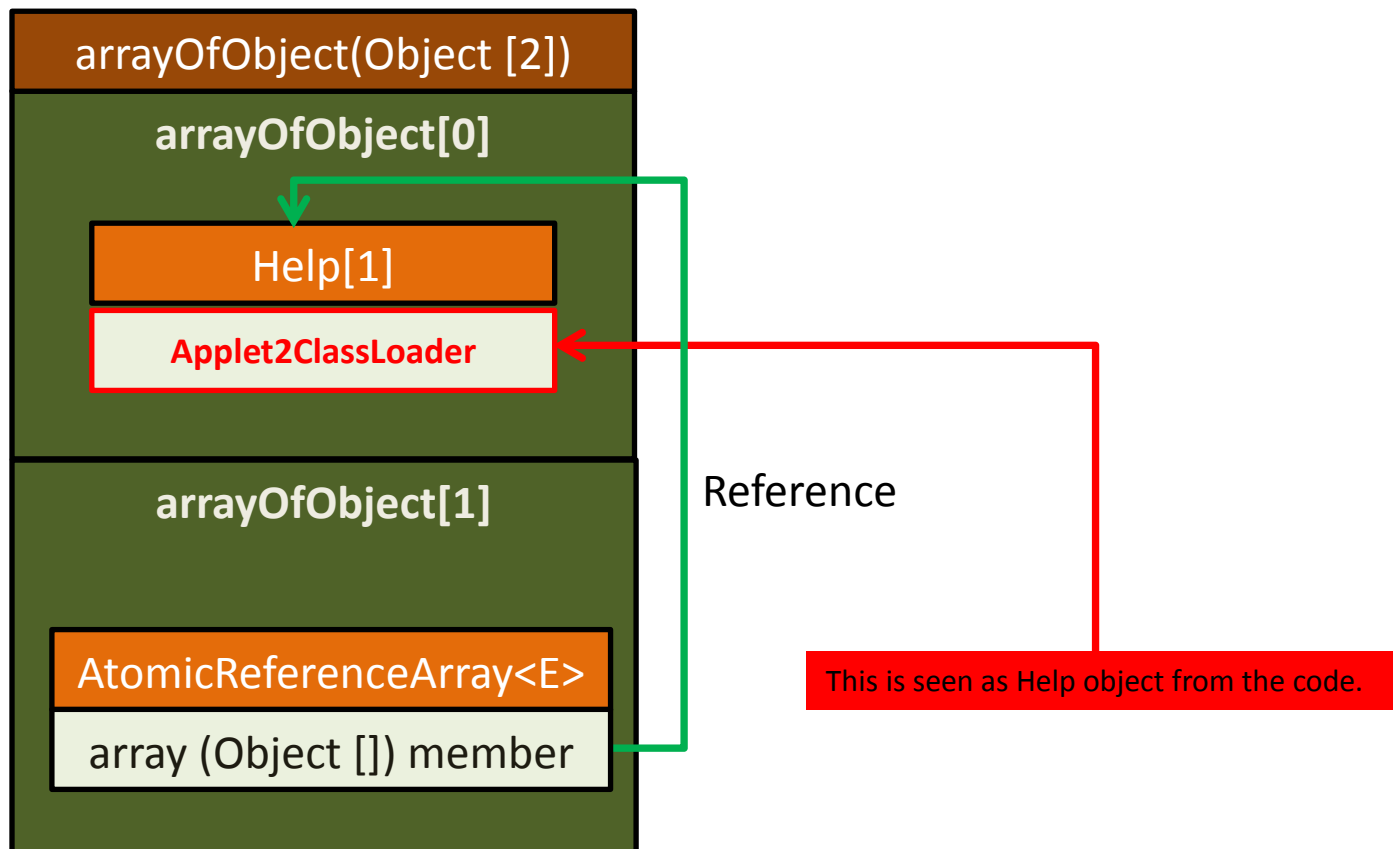 arrayOfObject(Object [2])
arrayOfObject[0]
Help[1]
Applet2ClassLoader
arrayOfObject[1]
Reference
AtomicReferenceArray<E>
array (Object []) member
This is seen as Help object from the code.